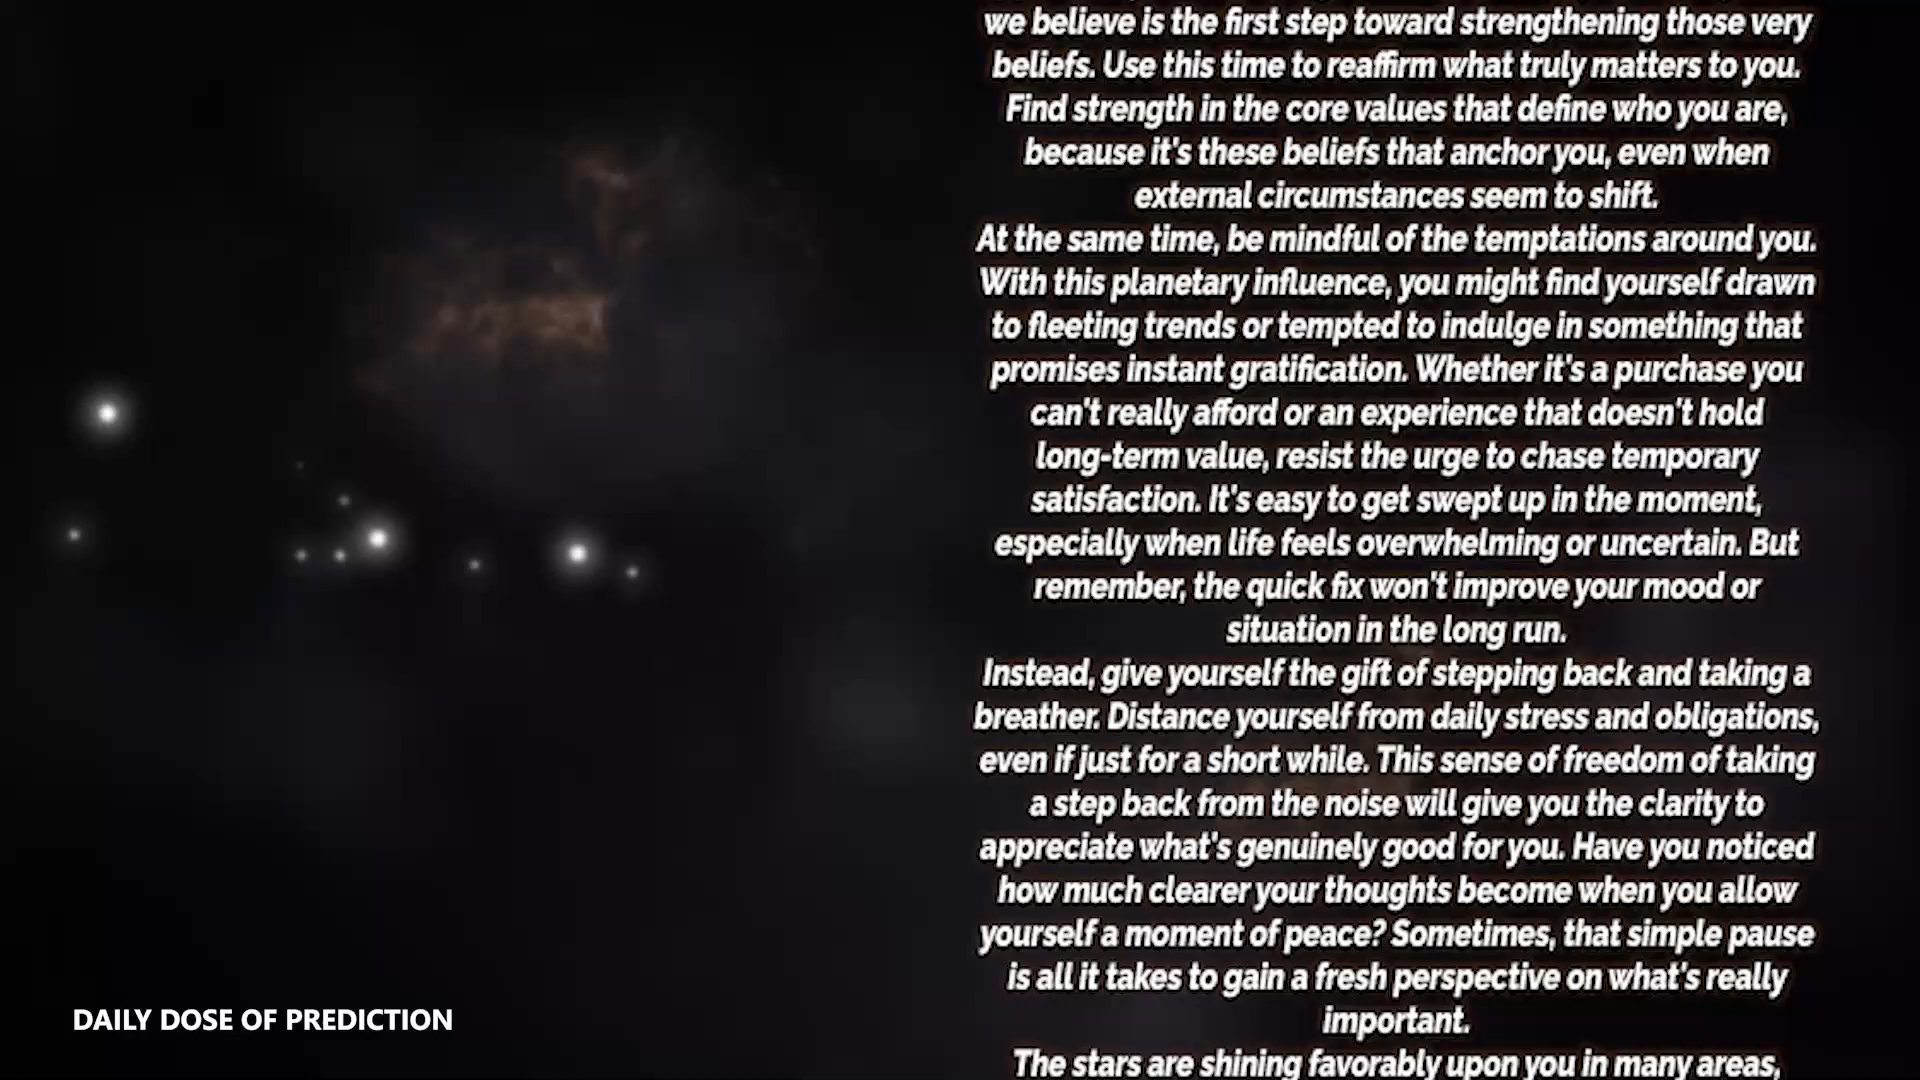 we believe is the first step toward strengthening those very
beliefs. Use this time to reaffirm what truly matters to you.
Find strength in the core values that define who you are,
because it's these beliefs that anchor you, even when
external circumstances seem to shift.
At the same time, be mindful of the temptations around you.
With this planetary influence, you might find yourself drawn
to fleeting trends or tempted to indulge in something that
promises instant gratification. Whether it's a purchase you
can't really afford or an experience that doesn't hold
long-term value, resist the urge to chase temporary
satisfaction. It's easy to get swept up in the moment,
especially when life feels overwhelming or uncertain. But
remember, the quick fix won't improve your mood or
situation in the long run.
Instead, give yourself the gift of stepping back and taking a
breather. Distance yourself from daily stress and obligations,
even if just for a short while. This sense of freedom of taking
a step back from the noise will give you the clarity to
appreciate what's genuinely good for you. Have you noticed
how much clearer your thoughts become when you allow
yourself a moment of peace? Sometimes, that simple pause
is all it takes to gain a fresh perspective on what's really
important.
The stars are shining favorably upon you in many areas,
DAILY DOSE OF PREDICTION